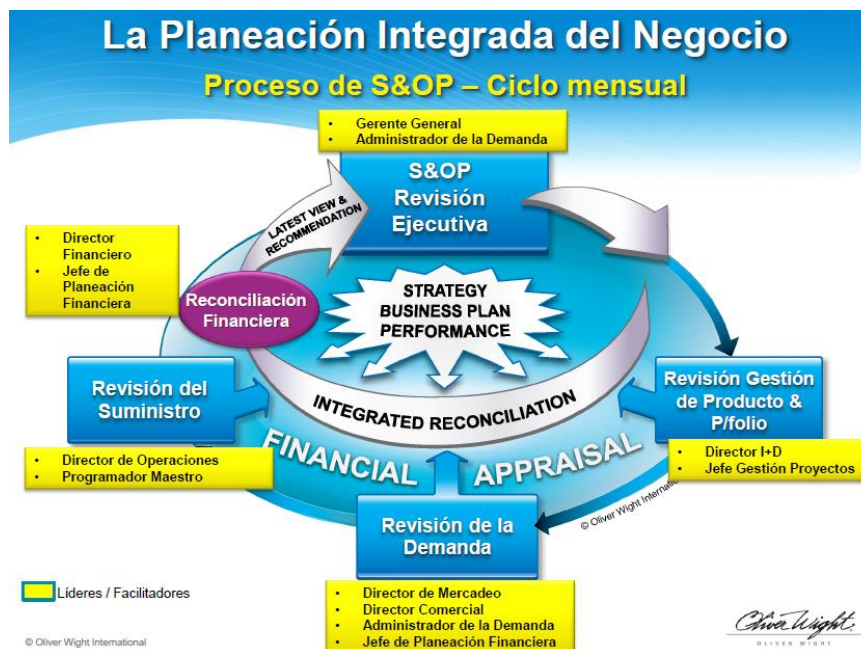 La Planeación Integrada del Negocio
Proceso de S&OP – Ciclo mensual
• Gerente General
• Administrador de la Demanda
S&OP
Revisión
Ejecutiva
LATEST VIEW &
RECOMMENDATION
• Director
Financiero
• Jefe de
Planeación
Financiera
Reconciliación
Financiera
STRATEGY
BUSINESS PLAN
PERFORMANCE
Revisión del
Suministro
INTEGRATED RECONCILIATION
Revisión Gestión
de Producto &
P/folio
• Director de Operaciones
• Programador Maestro
FINANCIAL APPRAISAL
• Director I+D
• Jefe Gestión Proyectos
© Oliver Wight Internation
Revisión de la
Demanda
Líderes / Facilitadores
• Director de Mercadeo
• Director Comercial
• Administrador de la Demanda
• Jefe de Planeación Financiera
Oliver Wight.
OLIVER WIGHT
© Oliver Wight International